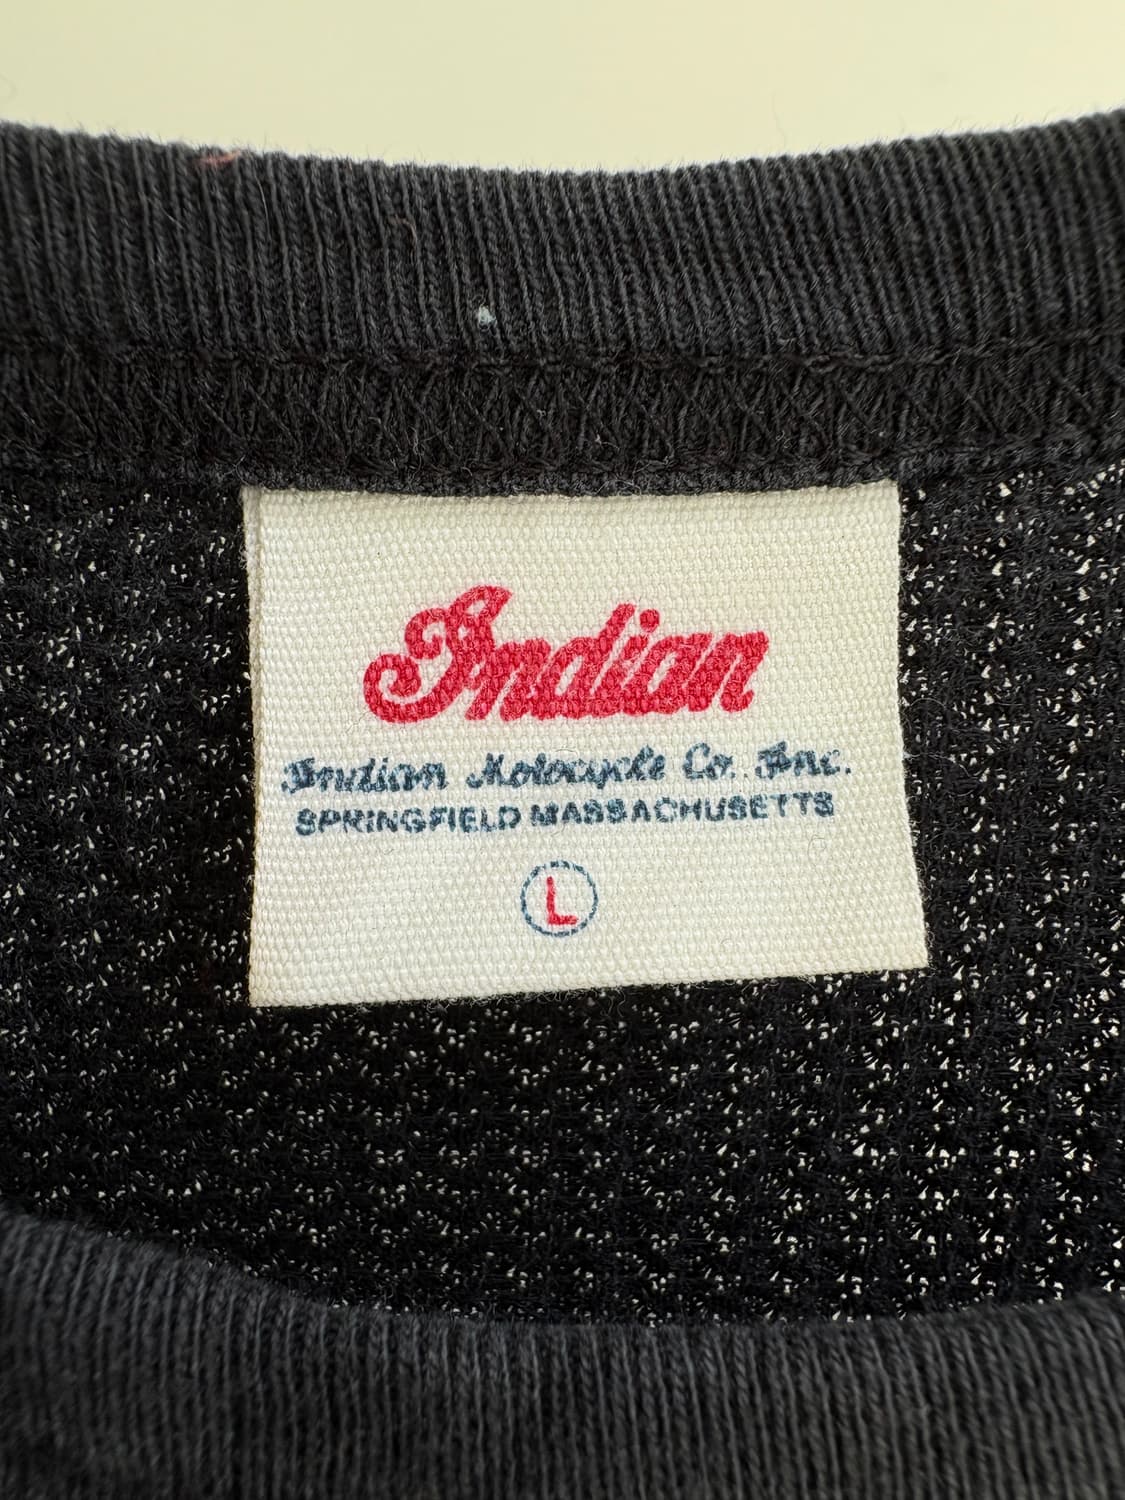 Indian
Indian Motocycle Co. Inc.
SPRINGFIELD MASSACHUSETTS
L